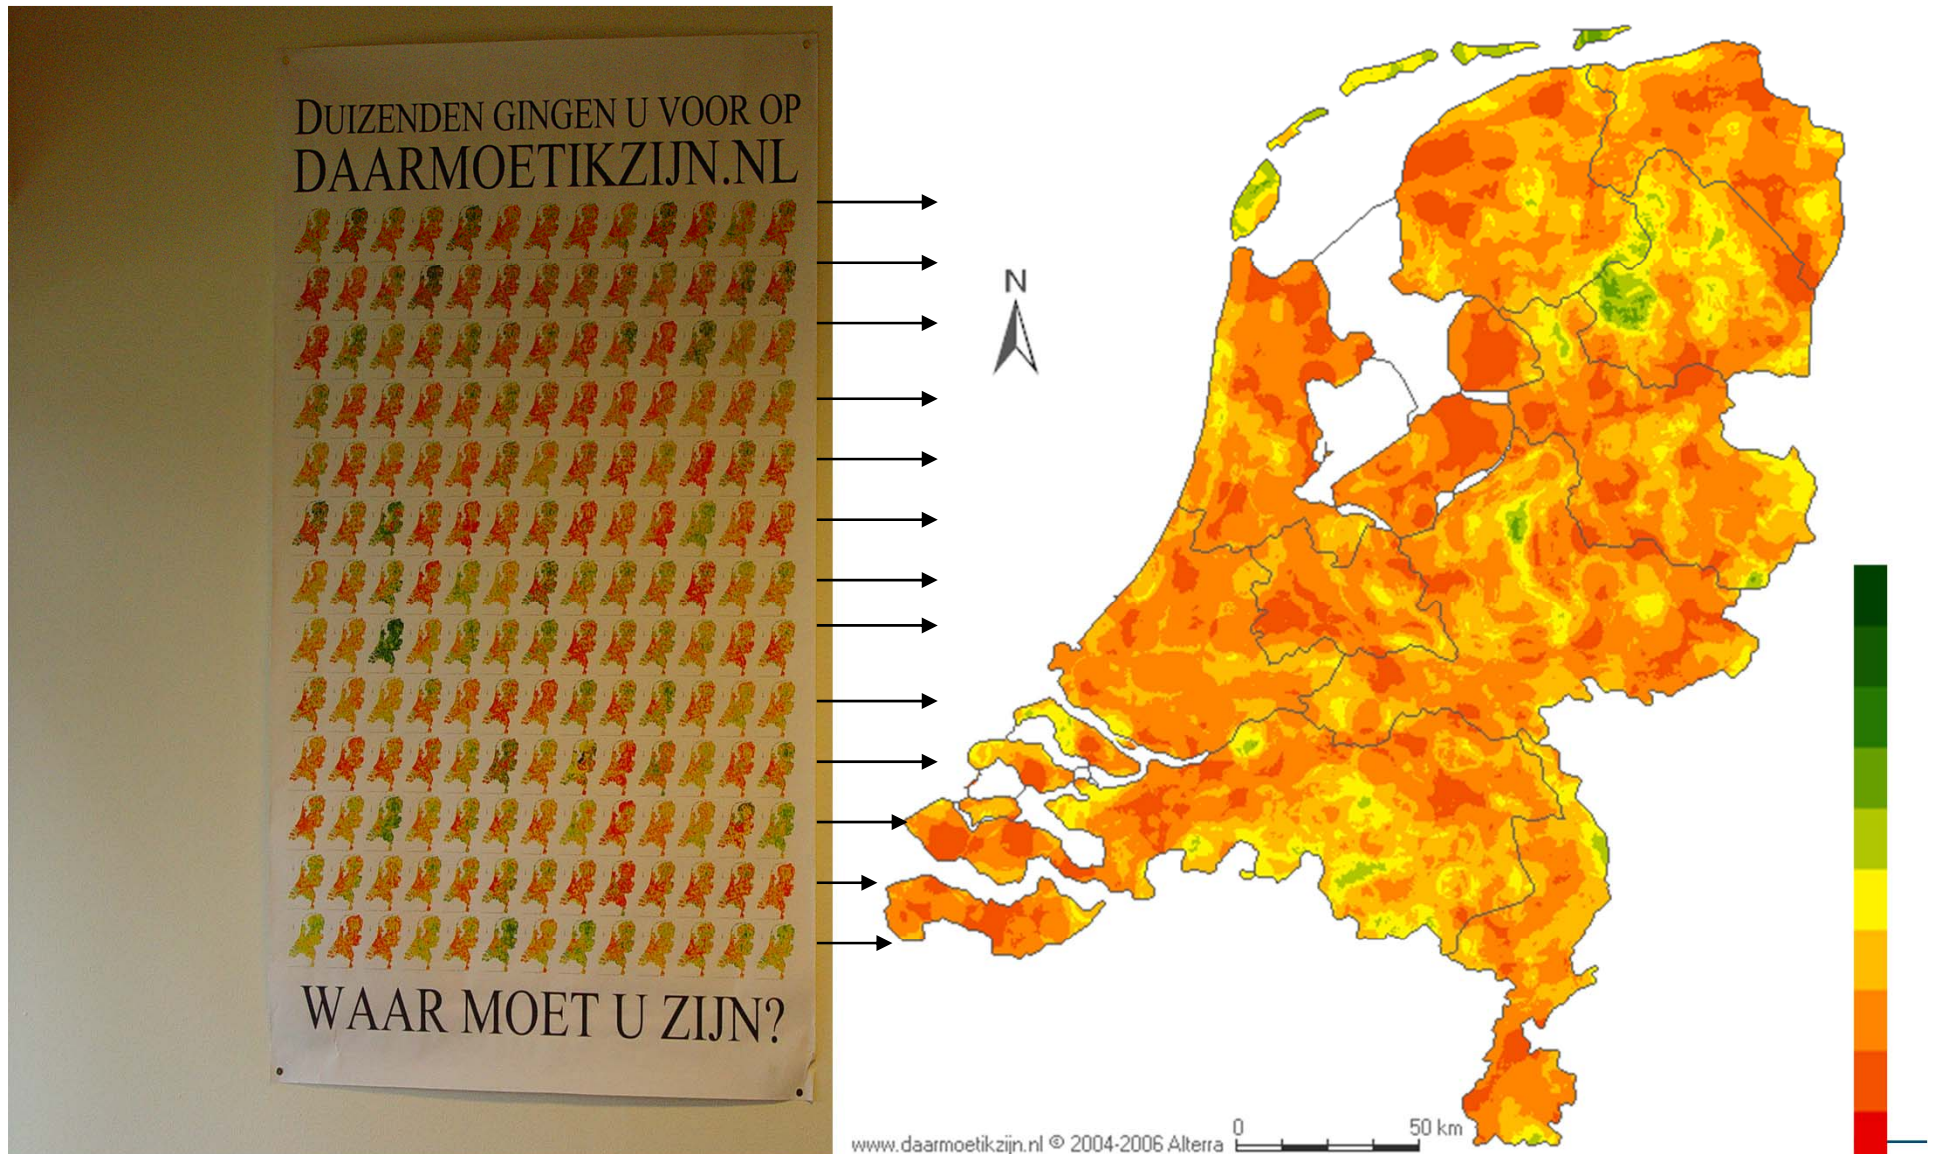 DUIZENDEN GINGEN U VOOR OP
DAARMOETIKZIJN.NL
WAAR MOET U ZIJN?
N
0 50 km
www.daarmoetikzijn.nl © 2004-2006 Alterra